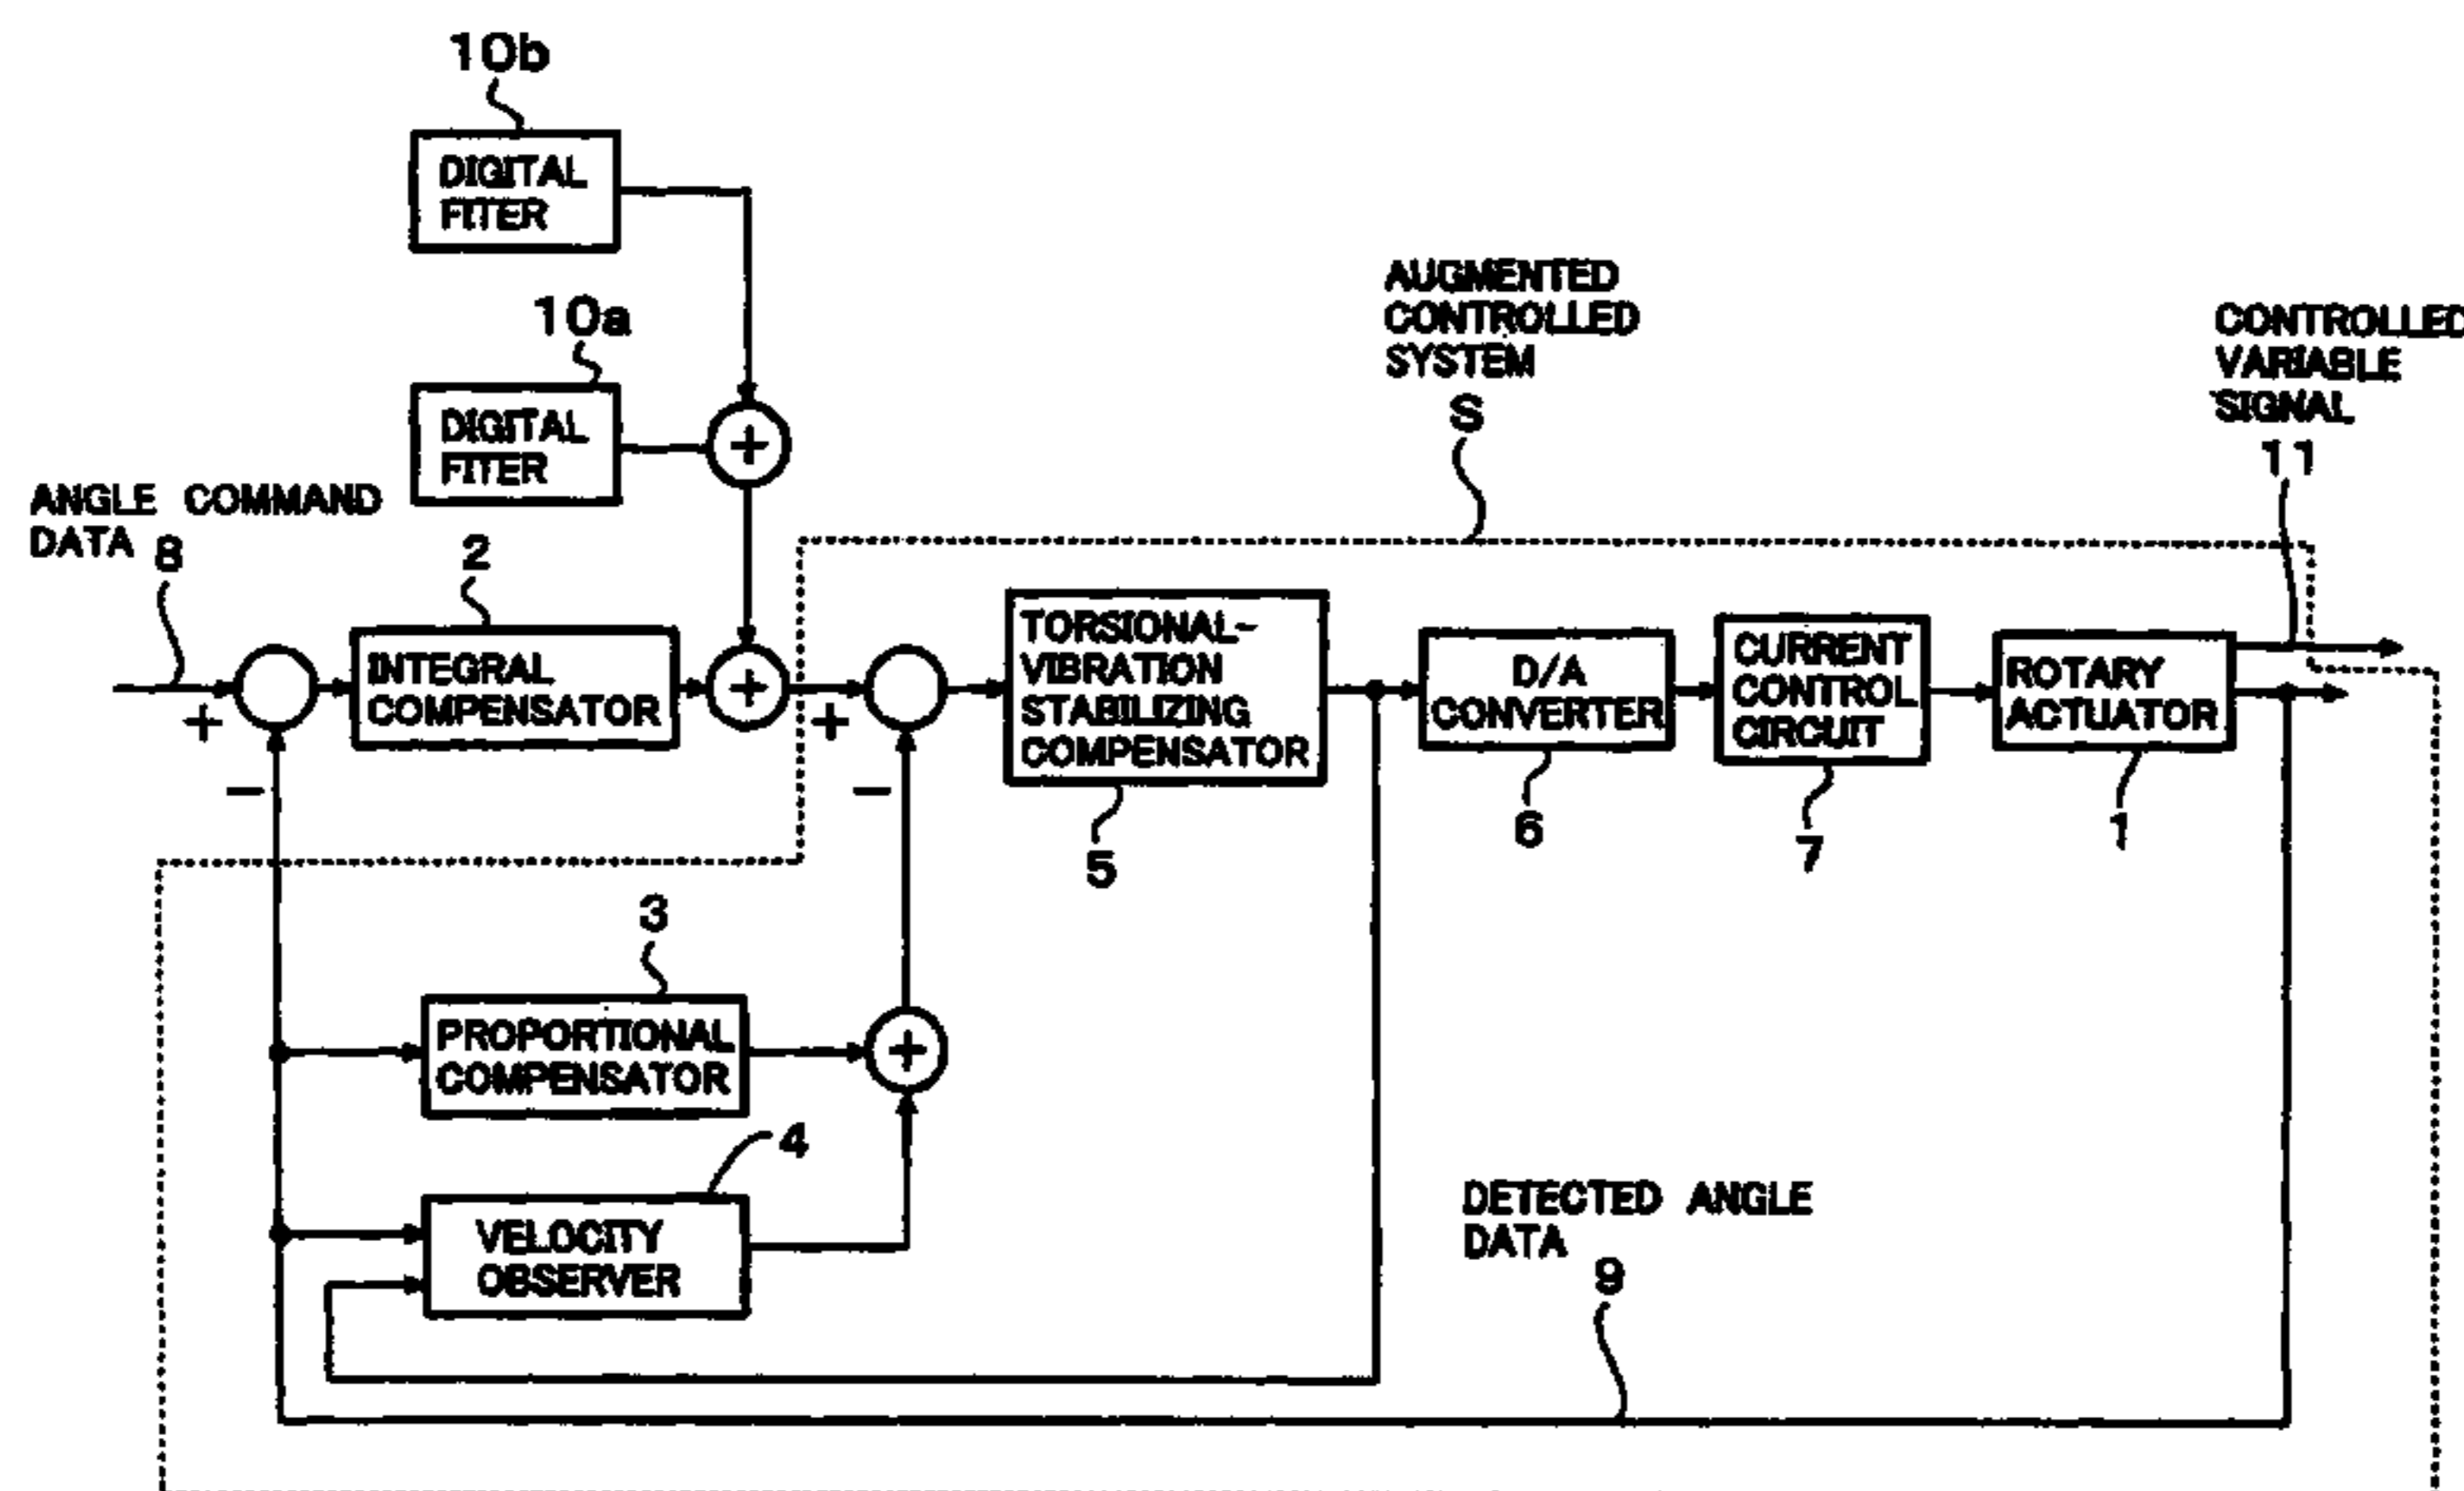 10b
DIGITAL
FITER
10a
DIGITAL
FITER
AUGMENTED
CONTROLLED
SYSTEM
S
CONTROLLED
VARIABLE
SIGNAL
11
ANGLE COMMAND
DATA 8
2
+
−
INTEGRAL
COMPENSATOR
+
+
+
−
TORSIONAL-
VIBRATION
STABILIZING
COMPENSATOR
5
D/A
CONVERTER
6
CURRENT
CONTROL
CIRCUIT
7
ROTARY
ACTUATOR
1
3
PROPORTIONAL
COMPENSATOR
+
4
VELOCITY
OBSERVER
DETECTED ANGLE
DATA
9